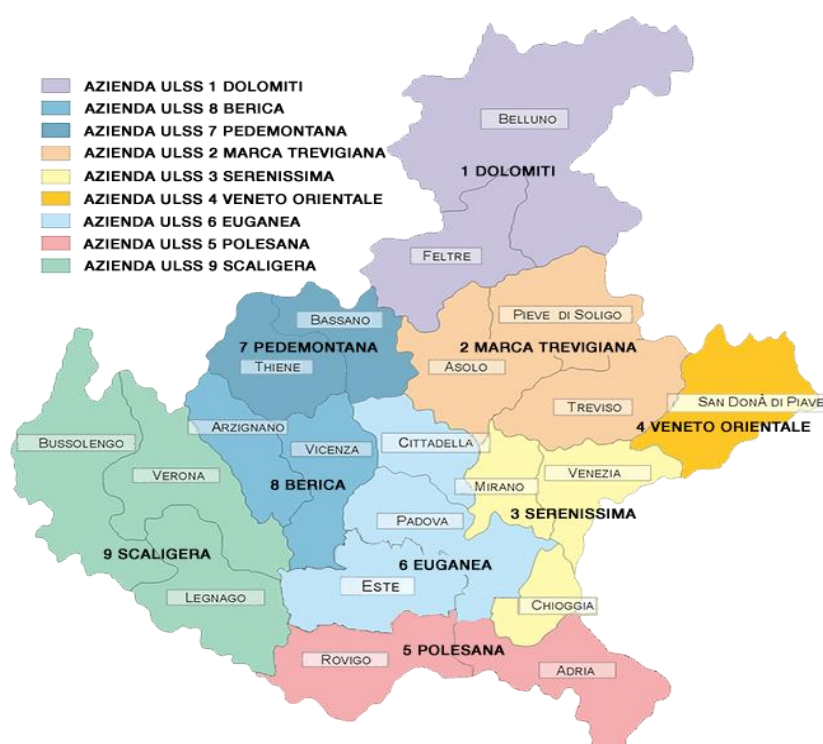 AZIENDA ULSS 1 DOLOMITI
AZIENDA ULSS 8 BERICA
AZIENDA ULSS 7 PEDEMONTANA
AZIENDA ULSS 2 MARCA TREVIGIANA
AZIENDA ULSS 3 SERENISSIMA
AZIENDA ULSS 4 VENETO ORIENTALE
AZIENDA ULSS 6 EUGANEA
AZIENDA ULSS 5 POLESANA
AZIENDA ULSS 9 SCALIGERA
BELLUNO
1 DOLOMITI
FELTRE
BASSANO
PIEVE DI SOLIGO
7 PEDEMONTANA
2 MARCA TREVIGIANA
THIENE
ASOLO
TREVISO
SAN DONÅ DI PIAVE
ARZIGNANO
4 VENETO ORIENTALE
BUSSOLENGO
VICENZA
CITTADELLA
VERONA
VENEZIA
8 BERICA
MIRANO
3 SERENISSIMA
PADOVA
9 SCALIGERA
6 EUGANEA
ESTE
LEGNAGO
CHIOGGIA
5 POLESANA
ROVIGO
ADRIA